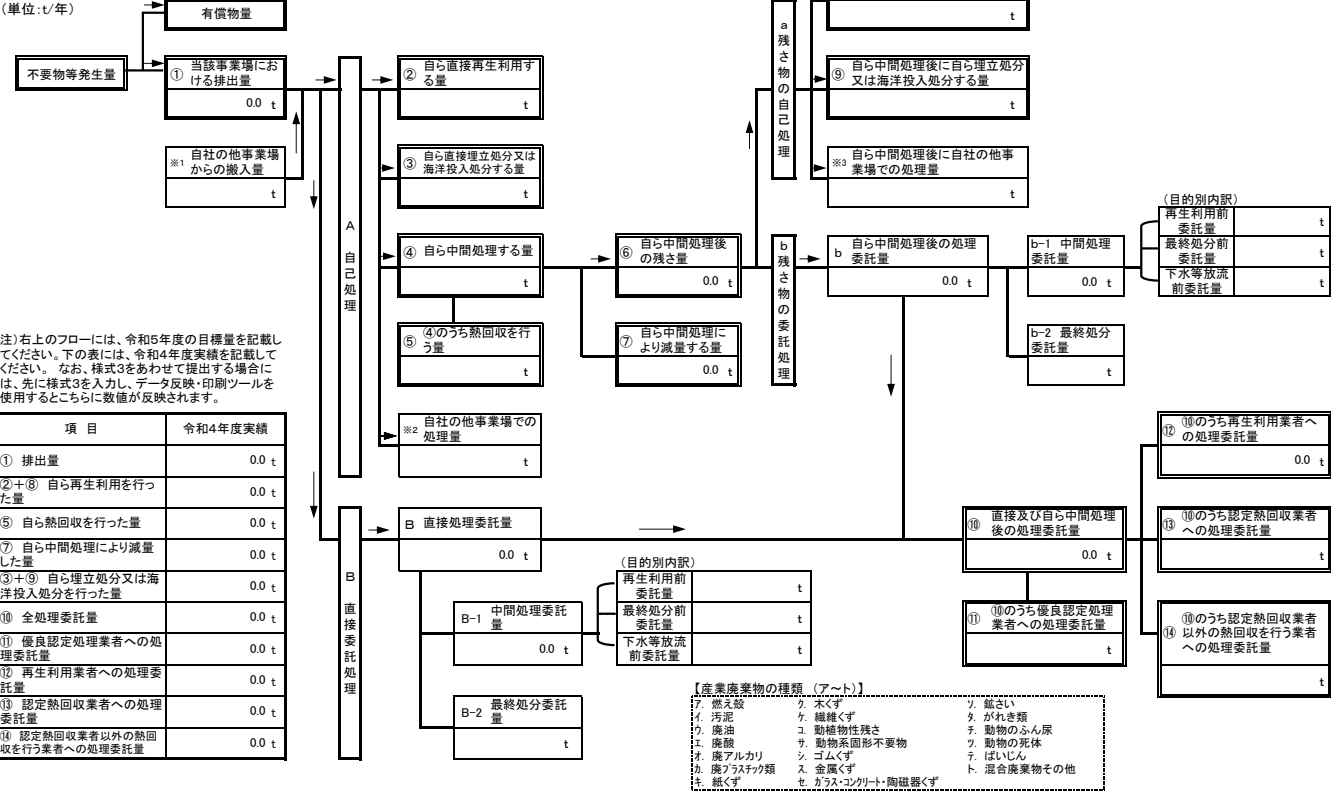 (単位:t/年)
有償物量
不要物等発生量
① 当該事業場にお
ける排出量
0.0 t
※1 自社の他事業場
からの搬入量
t
A 自己処理
② 自ら直接再生利用す
る量
t
③ 自ら直接埋立処分又は
海洋投入処分する量
t
④ 自ら中間処理する量
t
⑤ ④のうち熱回収を行
う量
t
※2 自社の他事業場での
処理量
t
⑥ 自ら中間処理後
の残さ量
0.0 t
⑦ 自ら中間処理に
より減量する量
0.0 t
a 残さ物の自己処理
t
⑨ 自ら中間処理後に自ら埋立処分
又は海洋投入処分する量
t
※3 自ら中間処理後に自社の他事
業場での処理量
t
b 残さ物の委託処理
b 自ら中間処理後の処理
委託量
0.0 t
b-1 中間処理
委託量
0.0 t
(目的別内訳)
再生利用前
委託量 t
最終処分前
委託量 t
下水等放流
前委託量 t
b-2 最終処分
委託量
t
注)右上のフローには、令和5年度の目標量を記載し
てください。下の表には、令和4年度実績を記載して
ください。 なお、様式3をあわせて提出する場合に
は、先に様式3を入力し、データ反映・印刷ツールを
使用するとこちらに数値が反映されます。
項 目 令和4年度実績
① 排出量 0.0 t
②+⑧ 自ら再生利用を行っ
た量 0.0 t
⑤ 自ら熱回収を行った量 0.0 t
⑦ 自ら中間処理により減量
した量 0.0 t
③+⑨ 自ら埋立処分又は海
洋投入処分を行った量 0.0 t
⑩ 全処理委託量 0.0 t
⑪ 優良認定処理業者への処
理委託量 0.0 t
⑫ 再生利用業者への処理委
託量 0.0 t
⑬ 認定熱回収業者への処理
委託量 0.0 t
⑭ 認定熱回収業者以外の熱回
収を行う業者への処理委託量 0.0 t
B 直接委託処理
B 直接処理委託量
0.0 t
B-1 中間処理委託
量
0.0 t
(目的別内訳)
再生利用前
委託量 t
最終処分前
委託量 t
下水等放流
前委託量 t
B-2 最終処分委託
量
t
⑩ 直接及び自ら中間処理
後の処理委託量
0.0 t
⑪ ⑩のうち優良認定処理
業者への処理委託量
t
⑫ ⑩のうち再生利用業者へ
の処理委託量
0.0 t
⑬ ⑩のうち認定熱回収業者
への処理委託量
t
⑭ ⑩のうち認定熱回収業者
以外の熱回収を行う業者
への処理委託量
t
【産業廃棄物の種類 (ア~ト)】
ア. 燃え殻 ク. 木くず ソ. 鉱さい
イ. 汚泥 ケ. 繊維くず タ. がれき類
ウ. 廃油 コ. 動植物性残さ チ. 動物のふん尿
エ. 廃酸 サ. 動物系固形不要物 ツ. 動物の死体
オ. 廃アルカリ シ. ゴムくず テ. ばいじん
カ. 廃プラスチック類 ス. 金属くず ト. 混合廃棄物その他
キ. 紙くず セ. ガラス・コンクリート・陶磁器くず